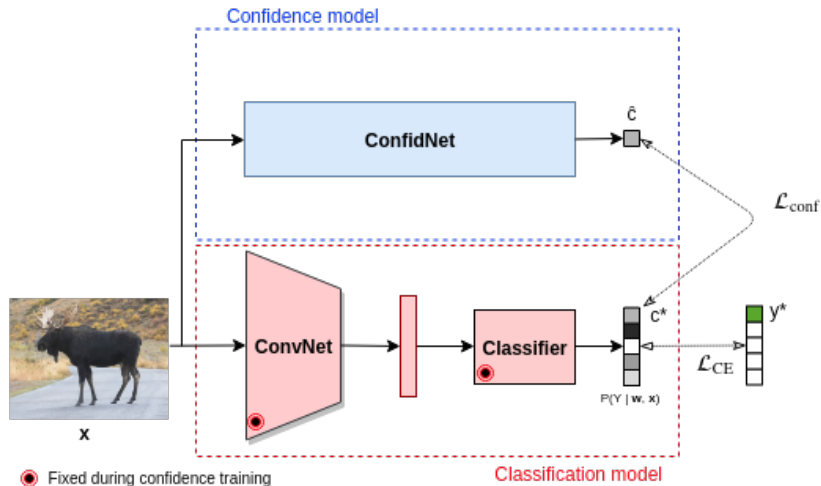 Confidence model
ConfidNet
ĉ
ℒconf
ConvNet
Classifier
c*
y*
ℒCE
P(Y | w, x)
x
Fixed during confidence training
Classification model